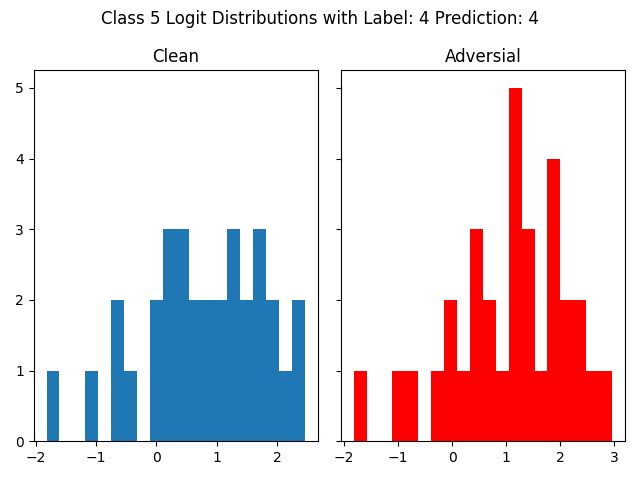 Class 5 Logit Distributions with Label: 4 Prediction: 4
Clean
Adversial
5
4
3
2
1
0
−2 −1 0 1 2
−2 −1 0 1 2 3